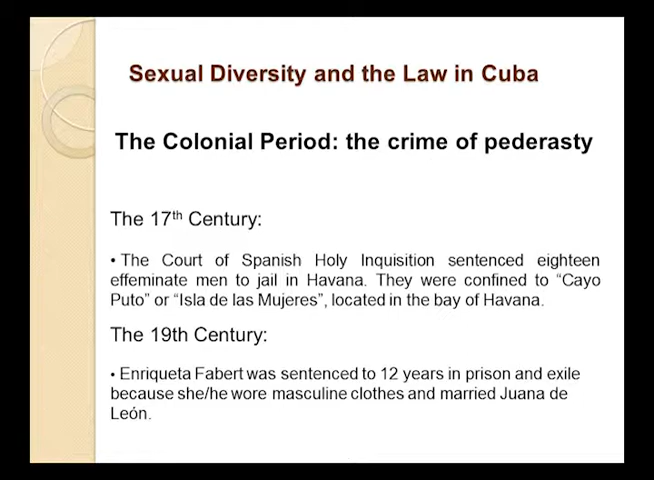 Sexual Diversity and the Law in Cuba
The Colonial Period: the crime of pederasty
The 17th Century:
• The Court of Spanish Holy Inquisition sentenced eighteen
effeminate men to jail in Havana. They were confined to “Cayo
Puto” or “Isla de las Mujeres”, located in the bay of Havana.
The 19th Century:
• Enriqueta Fabert was sentenced to 12 years in prison and exile
because she/he wore masculine clothes and married Juana de
León.